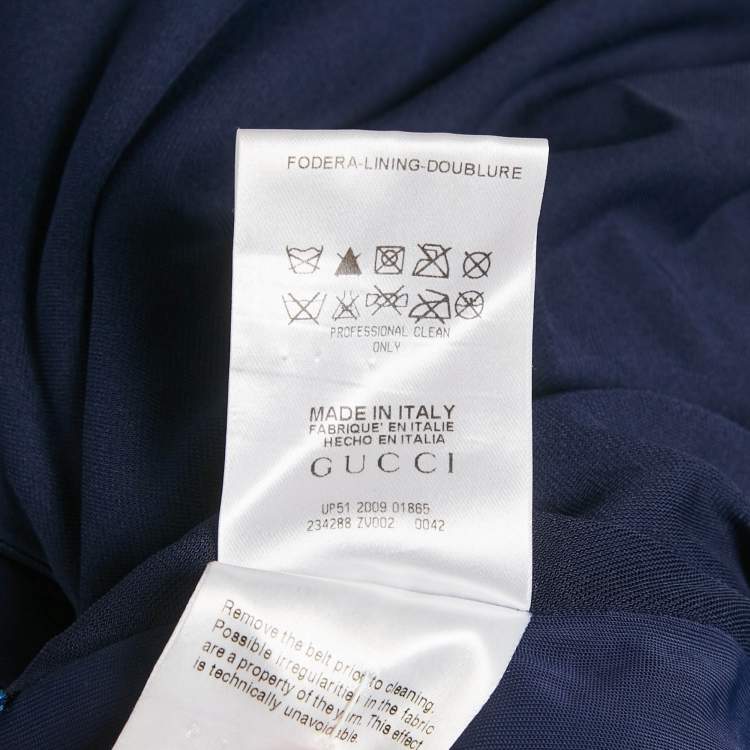 FODERA-LINING-DOUBLURE
PROFESSIONAL CLEAN
ONLY
MADE IN ITALY
FABRIQUE' EN ITALIE
HECHO EN ITALIA
GUCCI
UP51 2009 01865
234288 ZV002 0042
Remove the belt prior to cleaning.
Possible irregularities in the fabric
are a property of the yrn. This effect
is technically unavoidable.